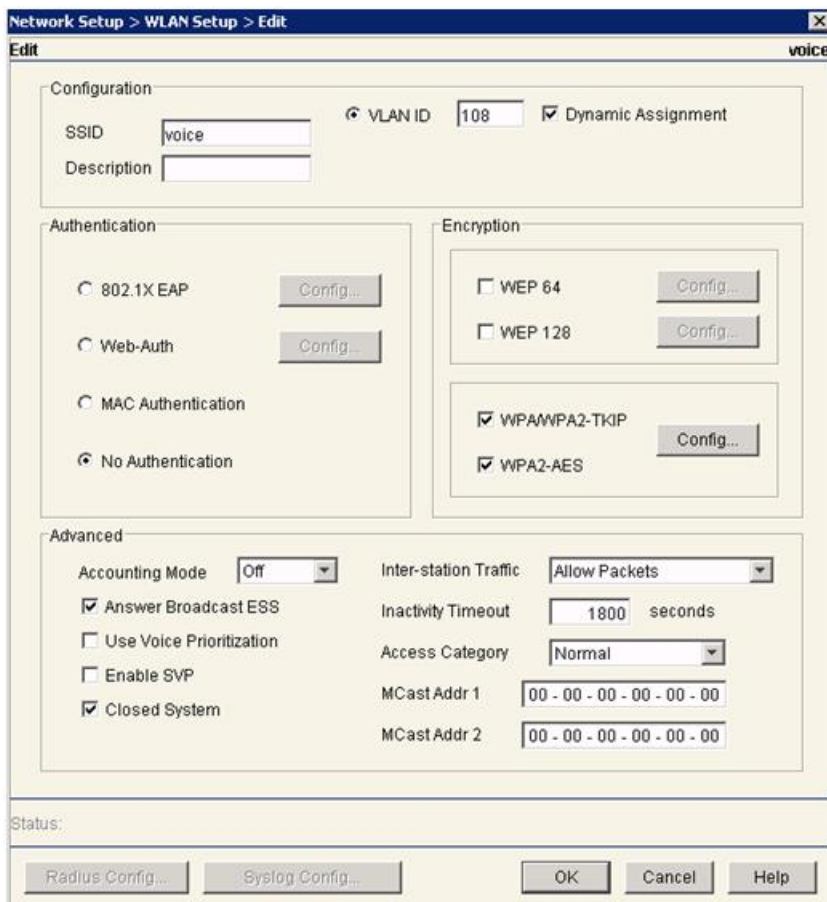 Network Setup > WLAN Setup > Edit
Edit voice
Configuration
VLAN ID 108 Dynamic Assignment
SSID voice
Description
Authentication
802.1X EAP Config...
Web-Auth Config...
MAC Authentication
No Authentication
Encryption
WEP 64 Config...
WEP 128 Config...
WPA/WPA2-TKIP
Config...
WPA2-AES
Advanced
Accounting Mode Off
Answer Broadcast ESS
Use Voice Prioritization
Enable SVP
Closed System
Inter-station Traffic Allow Packets
Inactivity Timeout 1800 seconds
Access Category Normal
MCast Addr 1 00 - 00 - 00 - 00 - 00 - 00
MCast Addr 2 00 - 00 - 00 - 00 - 00 - 00
Status:
Radius Config... Syslog Config... OK Cancel Help